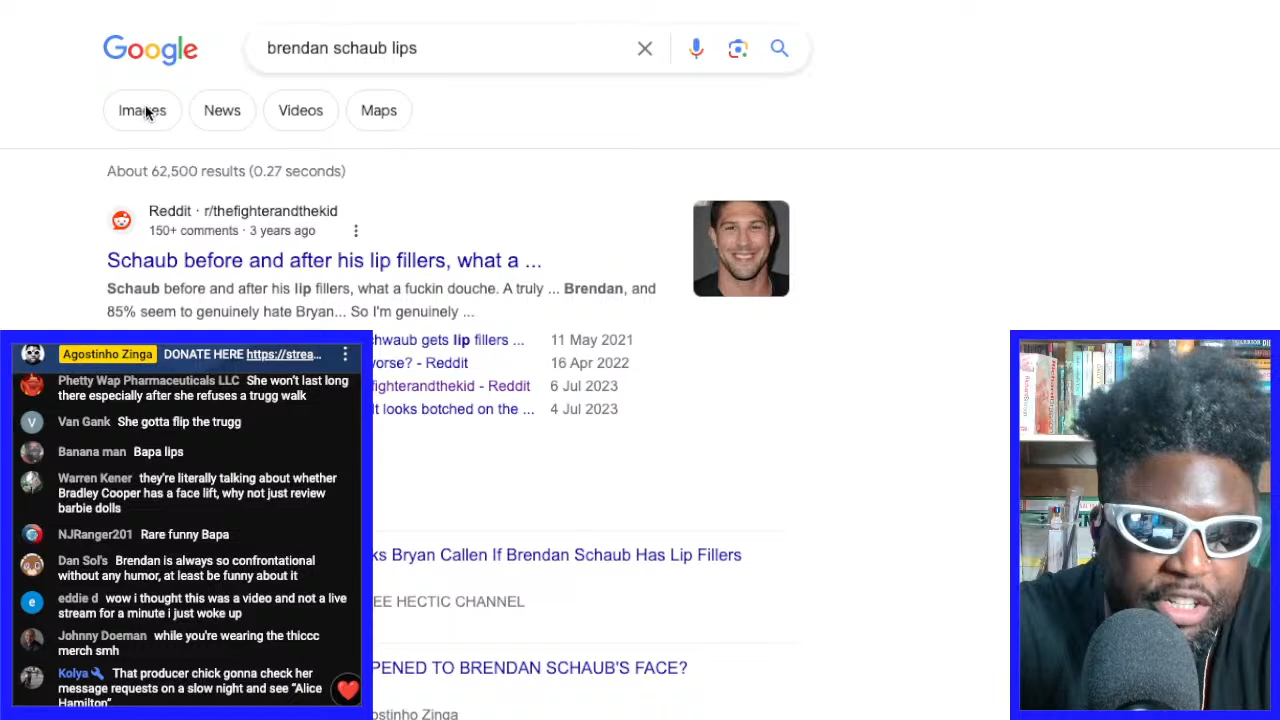 Google
brendan schaub lips
Images News Videos Maps
About 62,500 results (0.27 seconds)
Reddit · r/thefighterandthekid
150+ comments · 3 years ago
Schaub before and after his lip fillers, what a ...
Schaub before and after his lip fillers, what a fuckin douche. A truly ... Brendan, and
85% seem to genuinely hate Bryan... So I'm genuinely ...
gets lip fillers ... 11 May 2021
- Reddit 16 Apr 2022
- Reddit 6 Jul 2023
It looks botched on the ... 4 Jul 2023
Bryan Callen If Brendan Schaub Has Lip Fillers
HECTIC CHANNEL
TO BRENDAN SCHAUB'S FACE?
Zinga
Agostinho Zinga DONATE HERE https://strea...
Phetty Wap Pharmaceuticals LLC She won't last long
there especially after she refuses a trugg walk
V
Van Gank She gotta flip the trugg
Banana man Bapa lips
Warren Kener they're literally talking about whether
Bradley Cooper has a face lift, why not just review
barbie dolls
NJRanger201 Rare funny Bapa
Dan Sol's Brendan is always so confrontational
without any humor, at least be funny about it
e
eddie d wow i thought this was a video and not a live
stream for a minute i just woke up
Johnny Doeman while you're wearing the thiccc
merch smh
Kolya That producer chick gonna check her
message requests on a slow night and see "Alice
Hamilton"